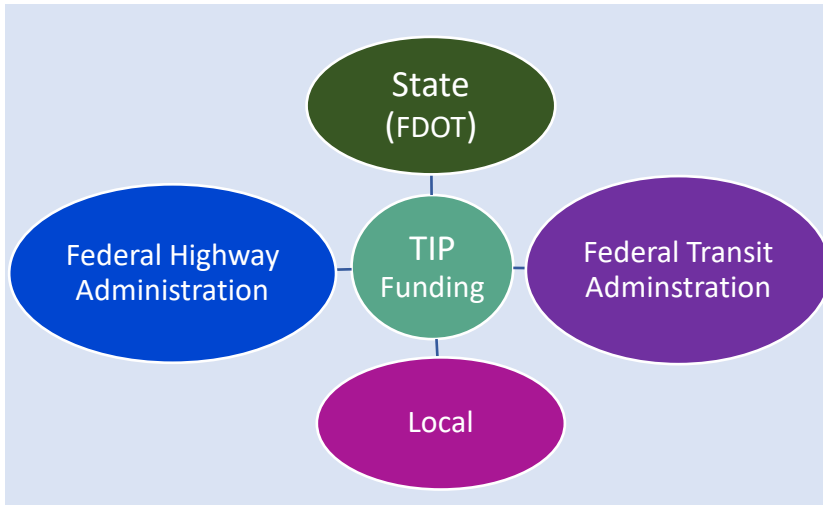 State
(FDOT)
Federal Highway
Administration
TIP
Funding
Federal Transit
Adminstration
Local